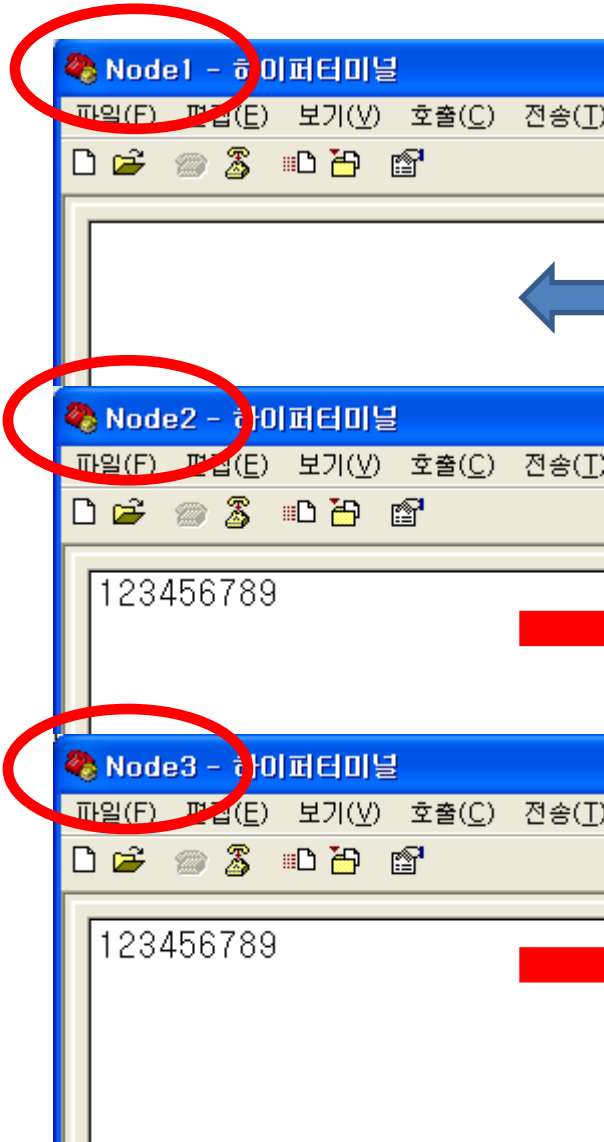 Node1 - 하이퍼터미널
파일(F) 편집(E) 보기(V) 호출(C) 전송(T)
Node2 - 하이퍼터미널
파일(F) 편집(E) 보기(V) 호출(C) 전송(T)
123456789
Node3 - 하이퍼터미널
파일(F) 편집(E) 보기(V) 호출(C) 전송(T)
123456789